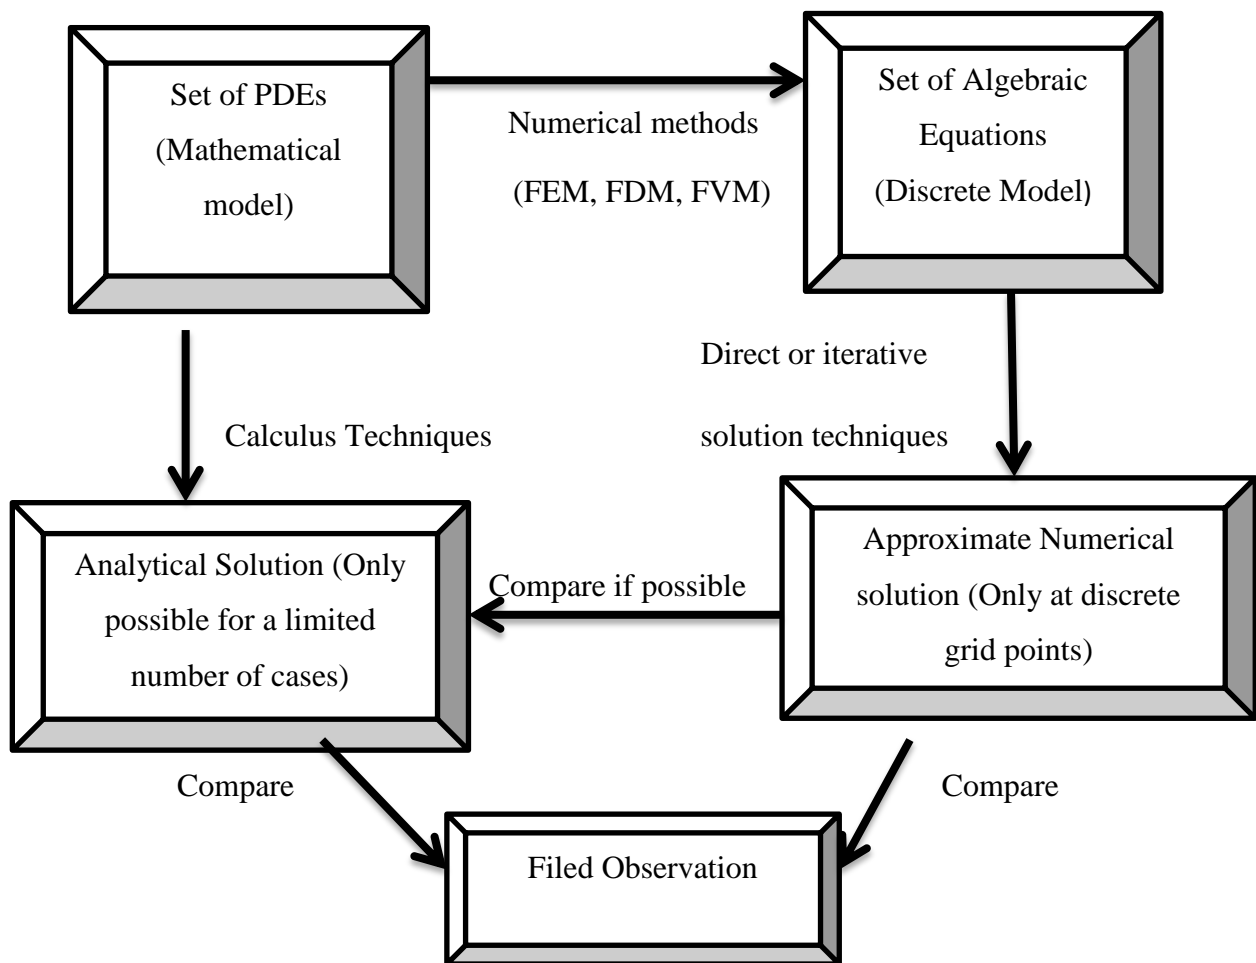 Set of PDEs
(Mathematical
model)
Numerical methods
(FEM, FDM, FVM)
Set of Algebraic
Equations
(Discrete Model)
Calculus Techniques
Direct or iterative
solution techniques
Analytical Solution (Only
possible for a limited
number of cases)
Compare if possible
Approximate Numerical
solution (Only at discrete
grid points)
Compare
Compare
Filed Observation